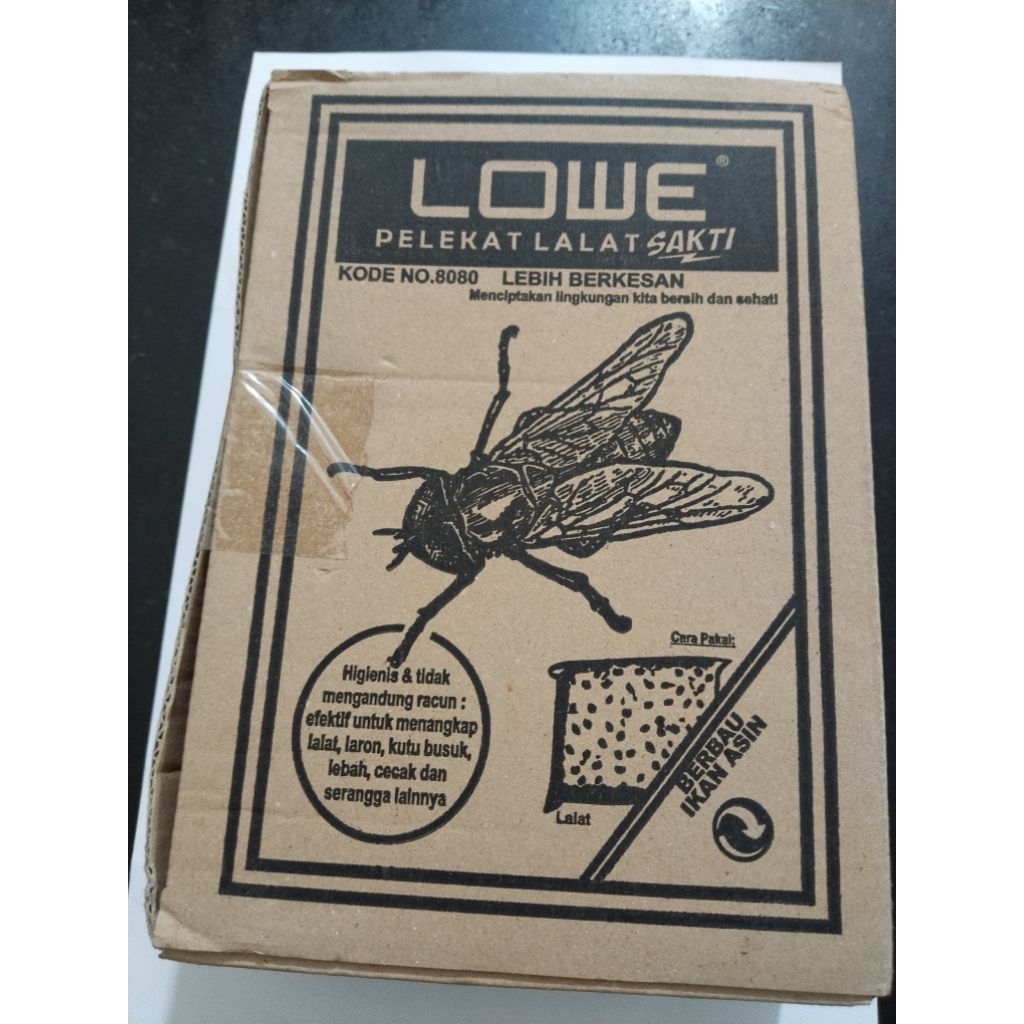 LOWE®
PELEKAT LALAT SAKTI
KODE NO.8080 LEBIH BERKESAN
Menciptakan lingkungan kita bersih dan sehat!
Higienis & tidak
mengandung racun :
efektif untuk menangkap
lalat, laron, kutu busuk,
lebah, cecak dan
serangga lainnya
Cara Pakai;
Lalat
BERBAU
IKAN ASIN